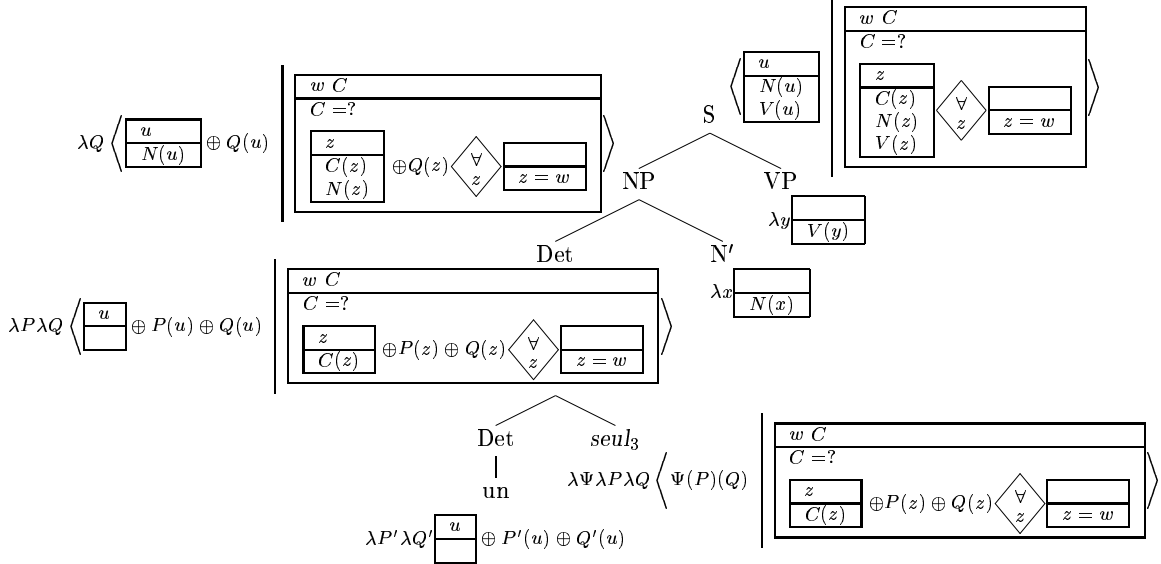 w C
C =?
u
N(u)
V(u)
z
C(z)
N(z)
V(z)
∀
z
z = w
S
w C
C =?
λQ
u
N(u)
⊕ Q(u)
z
C(z)
N(z)
⊕Q(z)
∀
z
z = w
NP
VP
λy
V(y)
Det
N′
λx
N(x)
w C
C =?
λPλQ
u
⊕ P(u) ⊕ Q(u)
z
C(z)
⊕P(z) ⊕ Q(z)
∀
z
z = w
Det
seul₃
un
λΨλPλQ
Ψ(P)(Q)
w C
C =?
z
C(z)
⊕P(z) ⊕ Q(z)
∀
z
z = w
λP′λQ′
u
⊕ P′(u) ⊕ Q′(u)